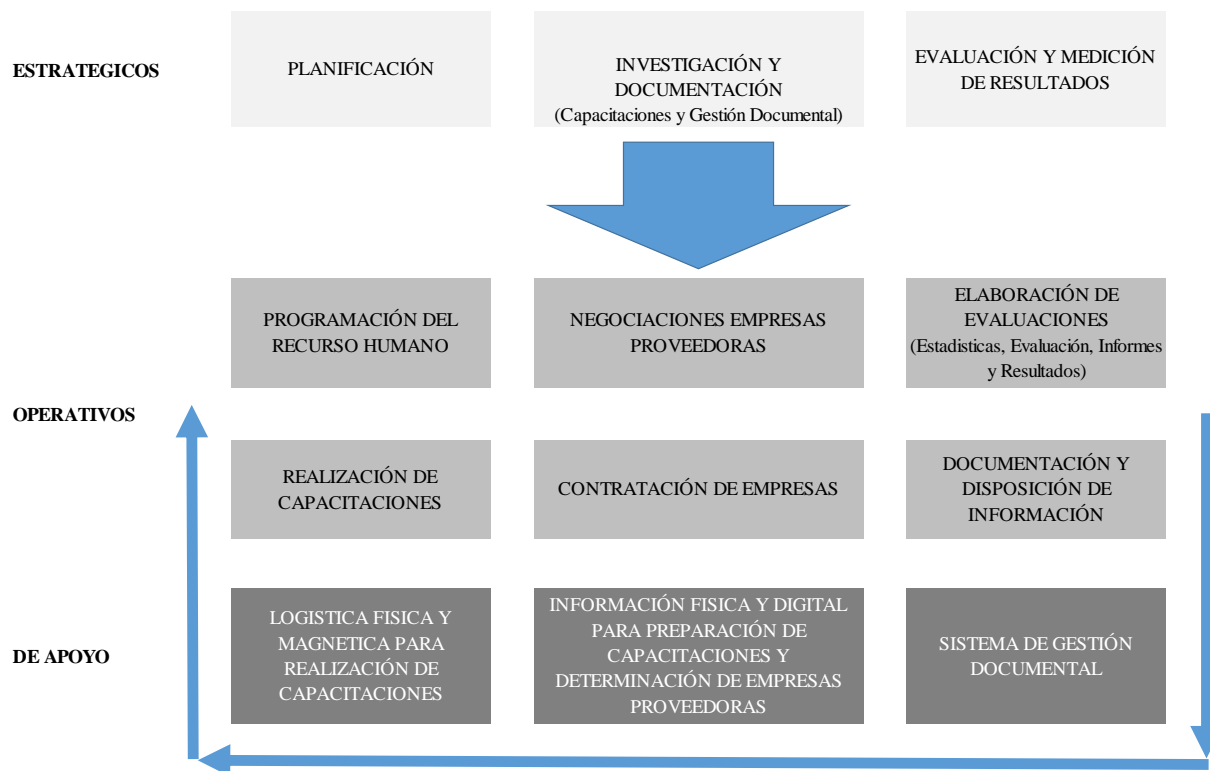 ESTRATEGICOS
PLANIFICACIÓN
INVESTIGACIÓN Y
DOCUMENTACIÓN
(Capacitaciones y Gestión Documental)
EVALUACIÓN Y MEDICIÓN
DE RESULTADOS
OPERATIVOS
PROGRAMACIÓN DEL
RECURSO HUMANO
NEGOCIACIONES EMPRESAS
PROVEEDORAS
ELABORACIÓN DE
EVALUACIONES
(Estadisticas, Evaluación, Informes
y Resultados)
REALIZACIÓN DE
CAPACITACIONES
CONTRATACIÓN DE EMPRESAS
DOCUMENTACIÓN Y
DISPOSICIÓN DE
INFORMACIÓN
DE APOYO
LOGISTICA FISICA Y
MAGNETICA PARA
REALIZACIÓN DE
CAPACITACIONES
INFORMACIÓN FISICA Y DIGITAL
PARA PREPARACIÓN DE
CAPACITACIONES Y
DETERMINACIÓN DE EMPRESAS
PROVEEDORAS
SISTEMA DE GESTIÓN
DOCUMENTAL